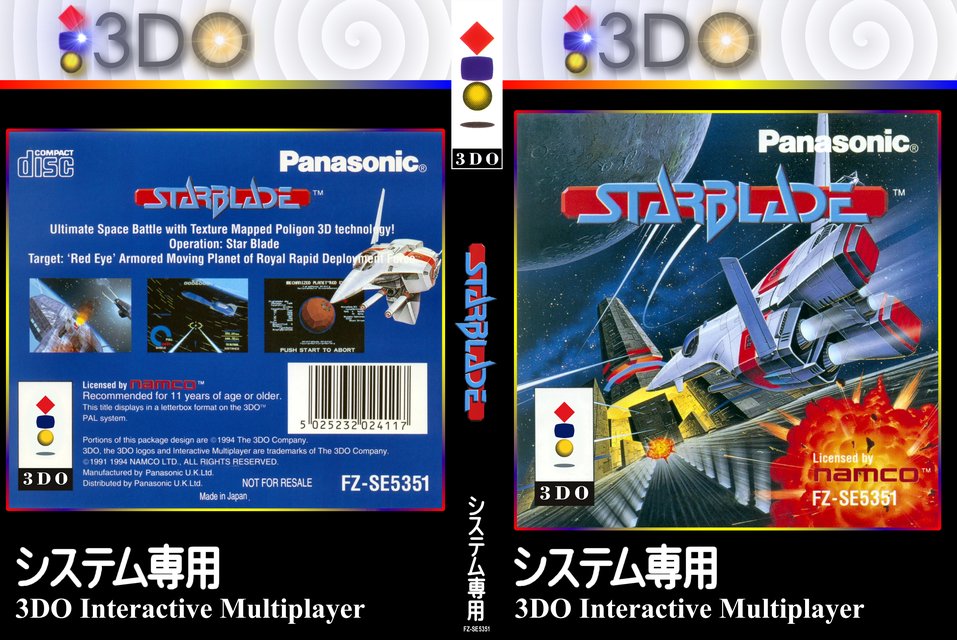 3DO
COMPACT
disc
Panasonic®
STARBLADE™
Ultimate Space Battle with Texture Mapped Poligon 3D technology!
Operation: Star Blade
Target: 'Red Eye' Armored Moving Planet of Royal Rapid Deployment Force.
PUSH START TO ABORT
Licensed by namco™
Recommended for 11 years of age or older.
This title displays in a letterbox format on the 3DO™
PAL system.
5 025232 024117
3DO
Portions of this package design are ©1994 The 3DO Company.
3DO, the 3DO logos and Interactive Multiplayer are trademarks of The 3DO Company.
©1991 1994 NAMCO LTD., ALL RIGHTS RESERVED.
Manufactured by Panasonic U.K.Ltd.
Distributed by Panasonic U.K.Ltd.
NOT FOR RESALE
FZ-SE5351
Made in Japan
システム専用
3DO Interactive Multiplayer
3DO
STARBLADE
システム専用
FZ-SE5351
3DO
Panasonic®
STARBLADE™
3DO
Licensed by
namco™
FZ-SE5351
システム専用
3DO Interactive Multiplayer